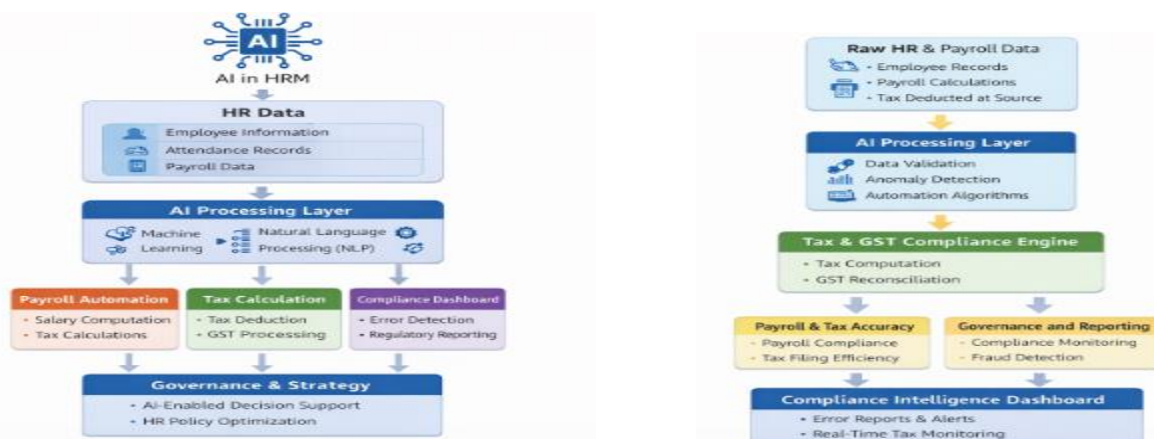 AI
AI in HRM
HR Data
Employee Information
Attendance Records
Payroll Data
AI Processing Layer
Machine Learning
Natural Language Processing (NLP)
Payroll Automation
• Salary Computation
• Tax Calculations
Tax Calculation
• Tax Deduction
• GST Processing
Compliance Dashboard
• Error Detection
• Regulatory Reporting
Governance & Strategy
• AI-Enabled Decision Support
• HR Policy Optimization
Raw HR & Payroll Data
• Employee Records
• Payroll Calculations
• Tax Deducted at Source
AI Processing Layer
Data Validation
Anomaly Detection
Automation Algorithms
Tax & GST Compliance Engine
• Tax Computation
• GST Reconsciliation
Payroll & Tax Accuracy
- Payroll Compliance
- Tax Filing Efficiency
Governance and Reporting
- Compliance Monitoring
- Fraud Detection
Compliance Intelligence Dashboard
• Error Reports & Alerts
• Real-Time Tax Monitoring